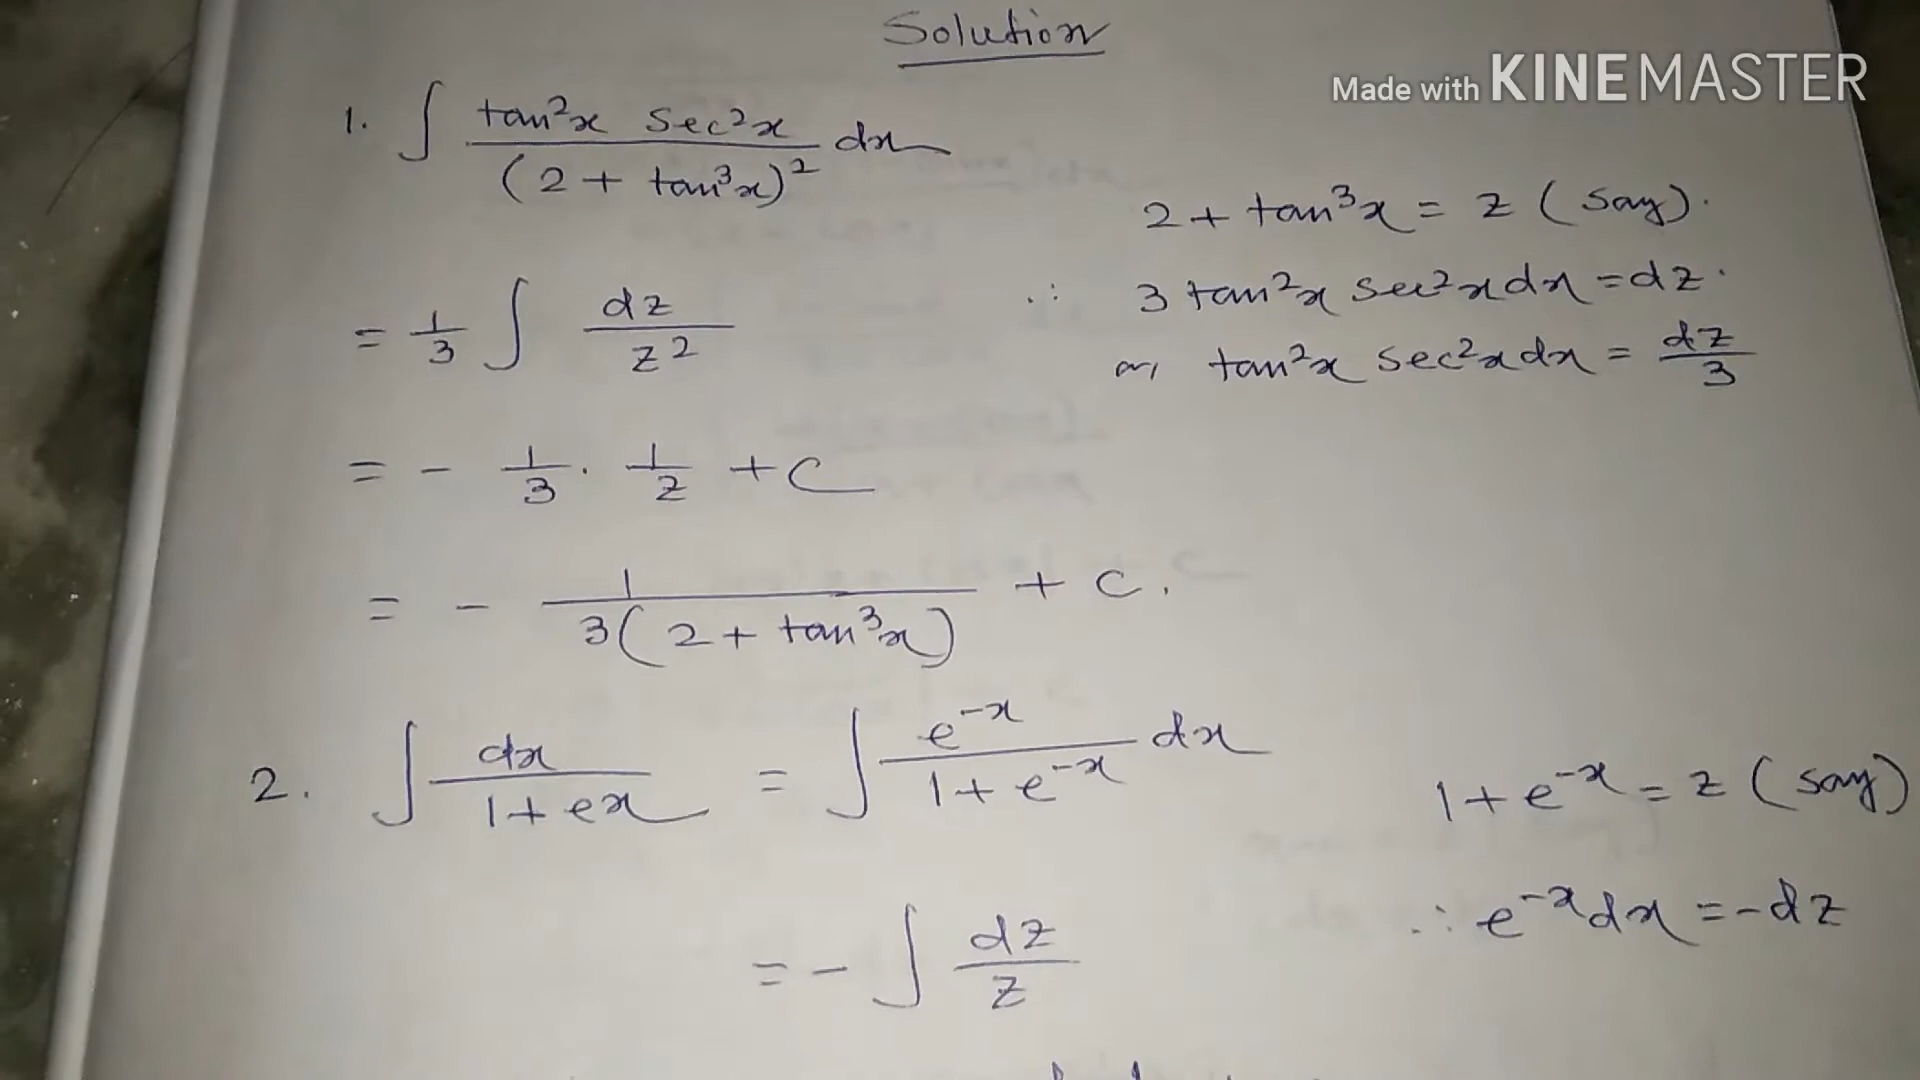 Solution
Made with KINEMASTER
1. ∫ tan²x sec²x / (2 + tan³x)² dx
2 + tan³x = z (say).
= 1/3 ∫ dz / z²
∴ 3 tan²x sec²x dx = dz.
or, tan²x sec²x dx = dz/3
= - 1/3 . 1/z + c
= - 1 / 3(2 + tan³x) + c.
2. ∫ dx / 1 + ex = ∫ e⁻ˣ / 1 + e⁻ˣ dx
1 + e⁻ˣ = z (say)
∴ e⁻ˣ dx = - dz
= - ∫ dz / z